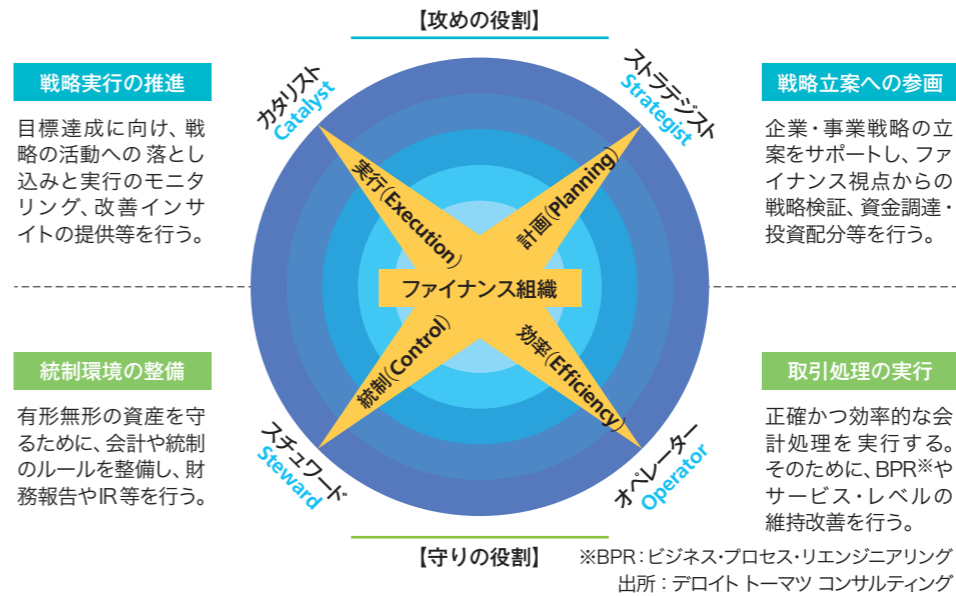 【攻めの役割】
戦略実行の推進
目標達成に向け、戦
略の活動への落とし
込みと実行のモニタ
リング、改善インサ
イトの提供等を行う。
カタリスト
Catalyst
ストラテジスト
Strategist
戦略立案への参画
企業・事業戦略の立
案をサポートし、ファ
イナンス視点からの
戦略検証、資金調達・
投資配分等を行う。
実行(Execution)
計画(Planning)
ファイナンス組織
統制(Control)
効率(Efficiency)
統制環境の整備
有形無形の資産を守
るために、会計や統制
のルールを整備し、財
務報告やIR等を行う。
スチュワード
Steward
オペレーター
Operator
取引処理の実行
正確かつ効率的な会
計処理を実行する。
そのために、BPR※や
サービス・レベルの
維持改善を行う。
【守りの役割】
※BPR：ビジネス・プロセス・リエンジニアリング
出所：デロイト トーマツ コンサルティング